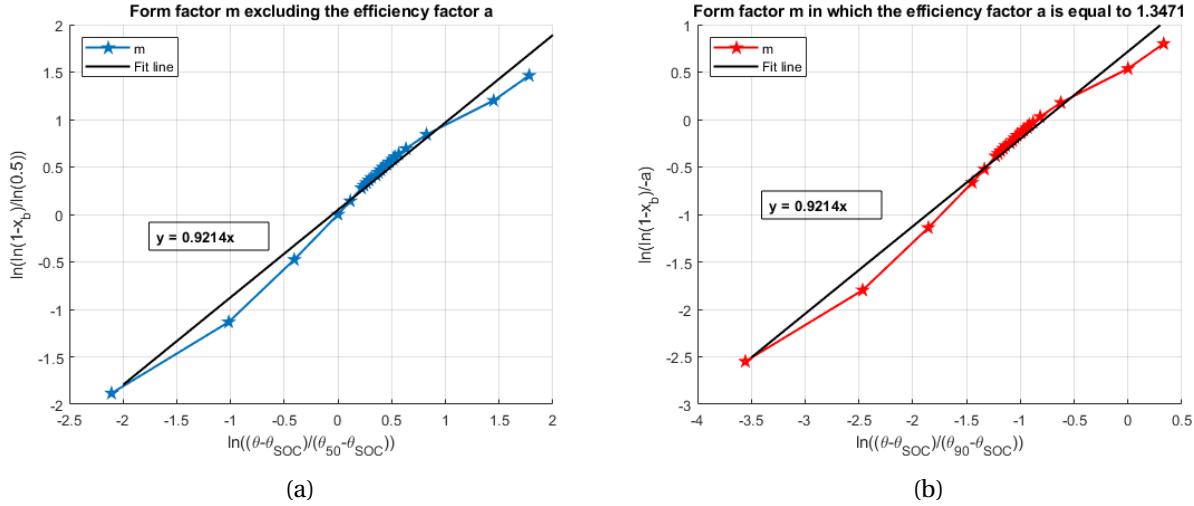 Form factor m excluding the efficiency factor a
2
1.5
1
0.5
0
-0.5
-1
-1.5
-2
m
Fit line
y = 0.9214x
ln(ln(1-x_b)/ln(0.5))
-2.5 -2 -1.5 -1 -0.5 0 0.5 1 1.5 2
ln((θ-θ_SOC)/(θ_50-θ_SOC))
(a)
Form factor m in which the efficiency factor a is equal to 1.3471
1
0.5
0
-0.5
-1
-1.5
-2
-2.5
-3
m
Fit line
y = 0.9214x
ln(ln(1-x_b)/-a)
-4 -3.5 -3 -2.5 -2 -1.5 -1 -0.5 0 0.5
ln((θ-θ_SOC)/(θ_90-θ_SOC))
(b)